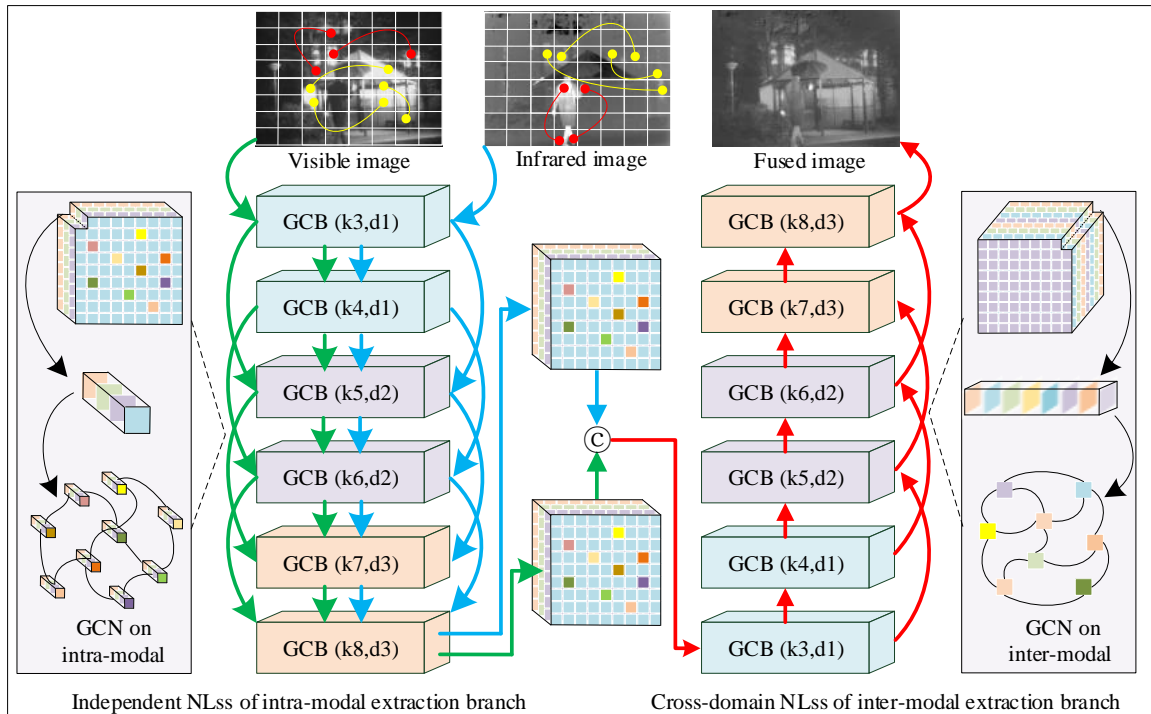 Visible image
Infrared image
Fused image
GCB (k3,d1)
GCB (k4,d1)
GCB (k5,d2)
GCB (k6,d2)
GCB (k7,d3)
GCB (k8,d3)
GCN on
intra-modal
C
GCB (k8,d3)
GCB (k7,d3)
GCB (k6,d2)
GCB (k5,d2)
GCB (k4,d1)
GCB (k3,d1)
GCN on
inter-modal
Independent NLss of intra-modal extraction branch
Cross-domain NLss of inter-modal extraction branch